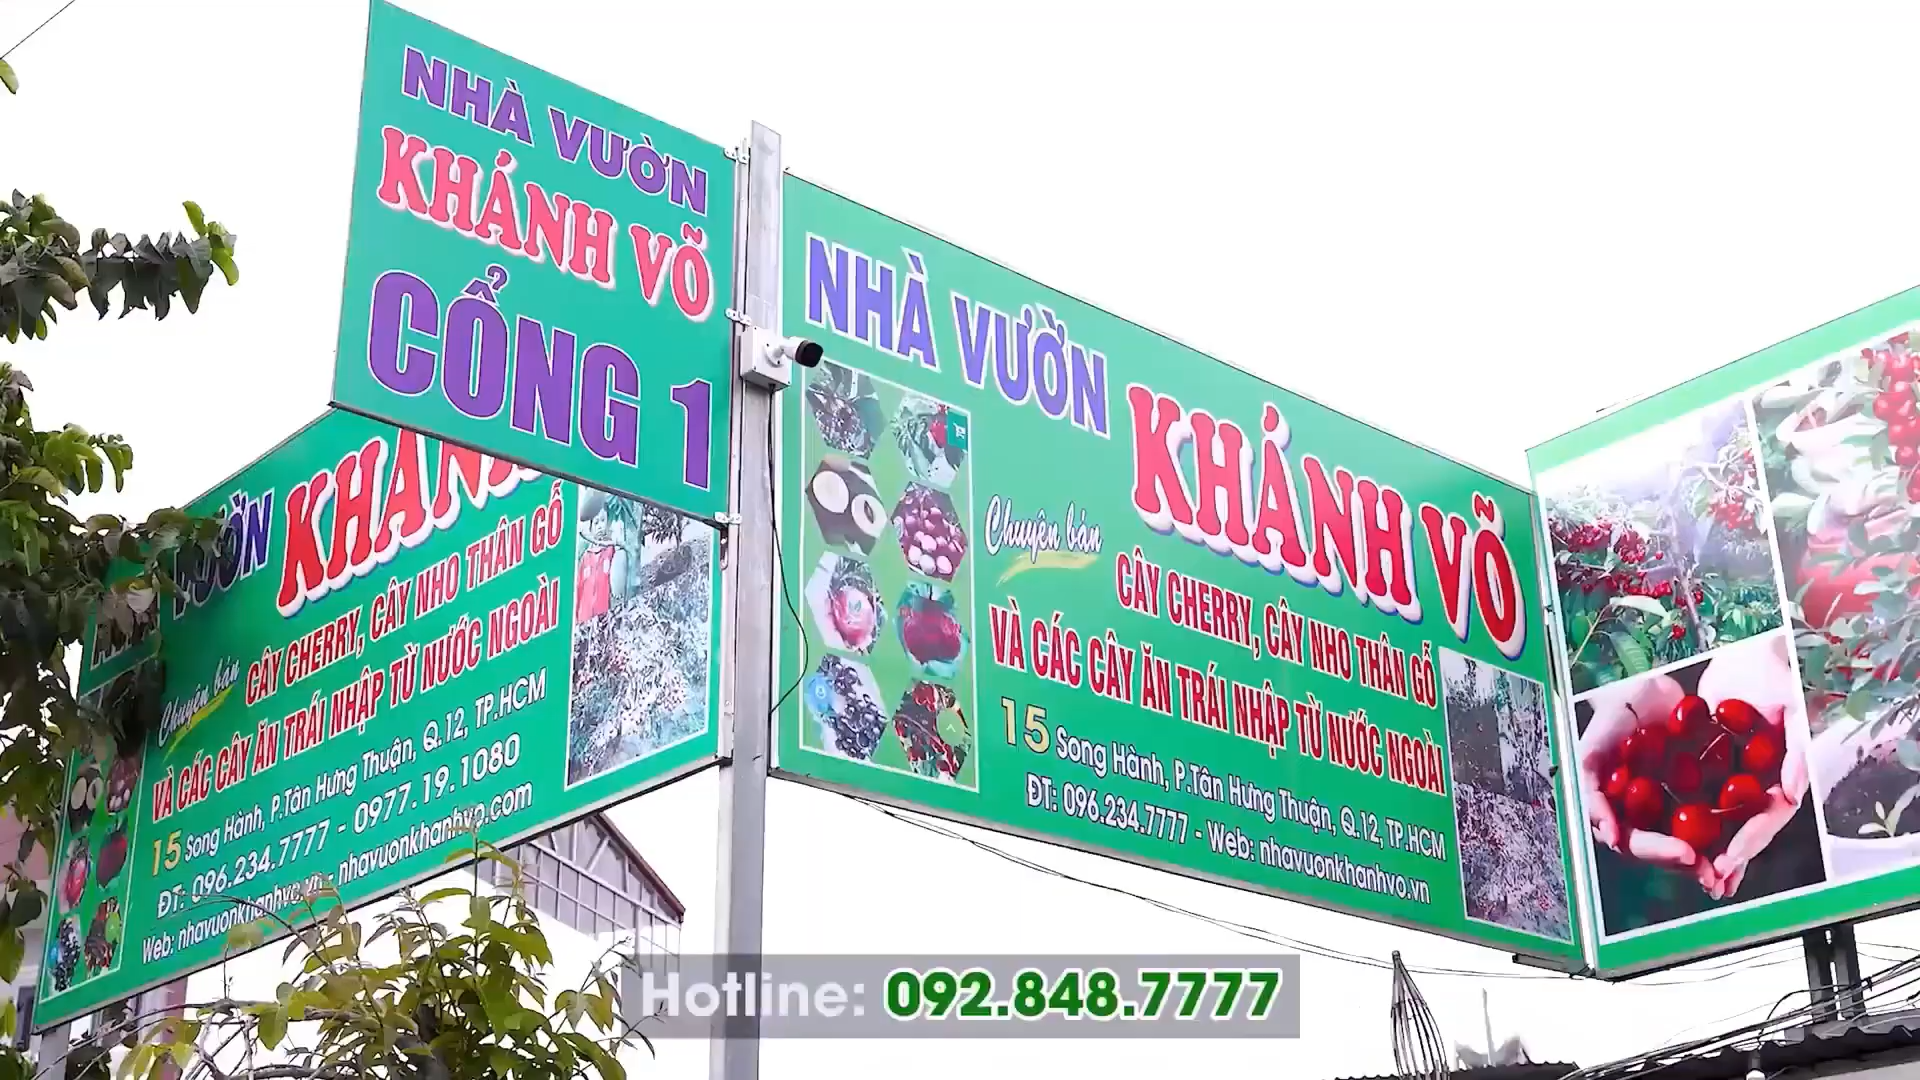 NHÀ VƯỜN
KHÁNH VÕ
CỔNG 1
VƯỜN KHÁNH
Chuyên bán
CÂY CHERRY, CÂY NHO THÂN GỖ
VÀ CÁC CÂY ĂN TRÁI NHẬP TỪ NƯỚC NGOÀI
15 Song Hành, P.Tân Hưng Thuận, Q.12, TP.HCM
ĐT: 096.234.7777 - 0977.19.1080
Web: nhavuonkhanhvo.vn - nhavuonkhanhvo.com
NHÀ VƯỜN
KHÁNH VÕ
Chuyên bán
CÂY CHERRY, CÂY NHO THÂN GỖ
VÀ CÁC CÂY ĂN TRÁI NHẬP TỪ NƯỚC NGOÀI
15 Song Hành, P.Tân Hưng Thuận, Q.12, TP.HCM
ĐT: 096.234.7777 - Web: nhavuonkhanhvo.vn
Hotline: 092.848.7777